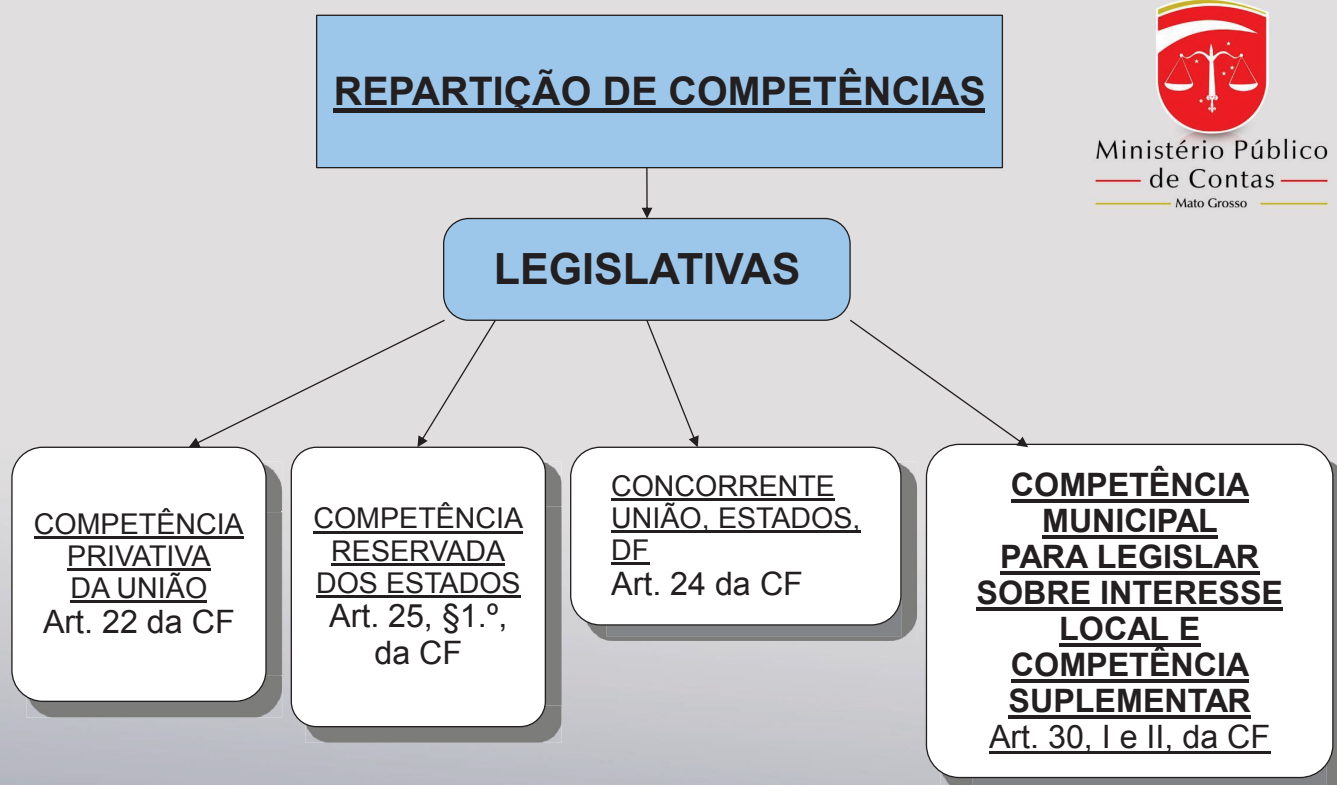 REPARTIÇÃO DE COMPETÊNCIAS
Ministério Público
de Contas
Mato Grosso
LEGISLATIVAS
COMPETÊNCIA
PRIVATIVA
DA UNIÃO
Art. 22 da CF
COMPETÊNCIA
RESERVADA
DOS ESTADOS
Art. 25, §1.º,
da CF
CONCORRENTE
UNIÃO, ESTADOS,
DF
Art. 24 da CF
COMPETÊNCIA
MUNICIPAL
PARA LEGISLAR
SOBRE INTERESSE
LOCAL E
COMPETÊNCIA
SUPLEMENTAR
Art. 30, I e II, da CF